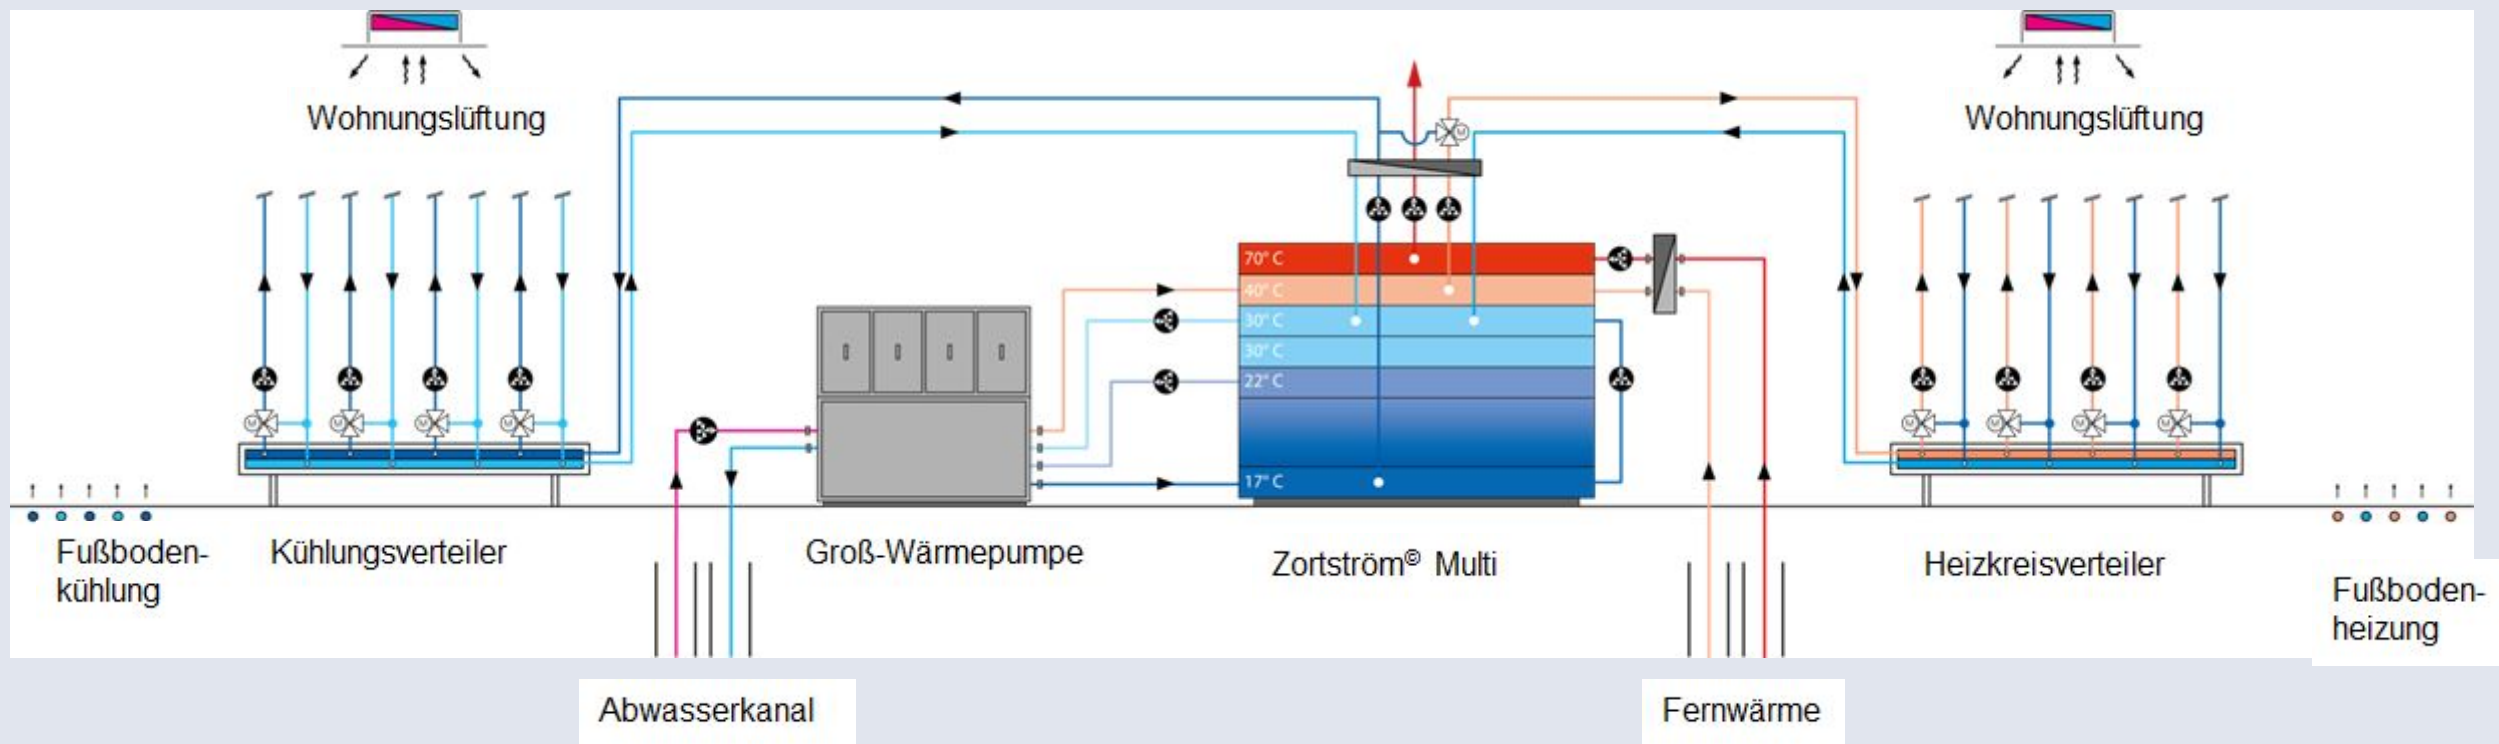 Wohnungslüftung
Wohnungslüftung
M
70° C
40° C
30° C
30° C
22° C
17° C
M
M
M
M
M
M
M
M
Fußboden-
kühlung
Kühlungsverteiler
Groß-Wärmepumpe
Zortström© Multi
Heizkreisverteiler
Fußboden-
heizung
Abwasserkanal
Fernwärme